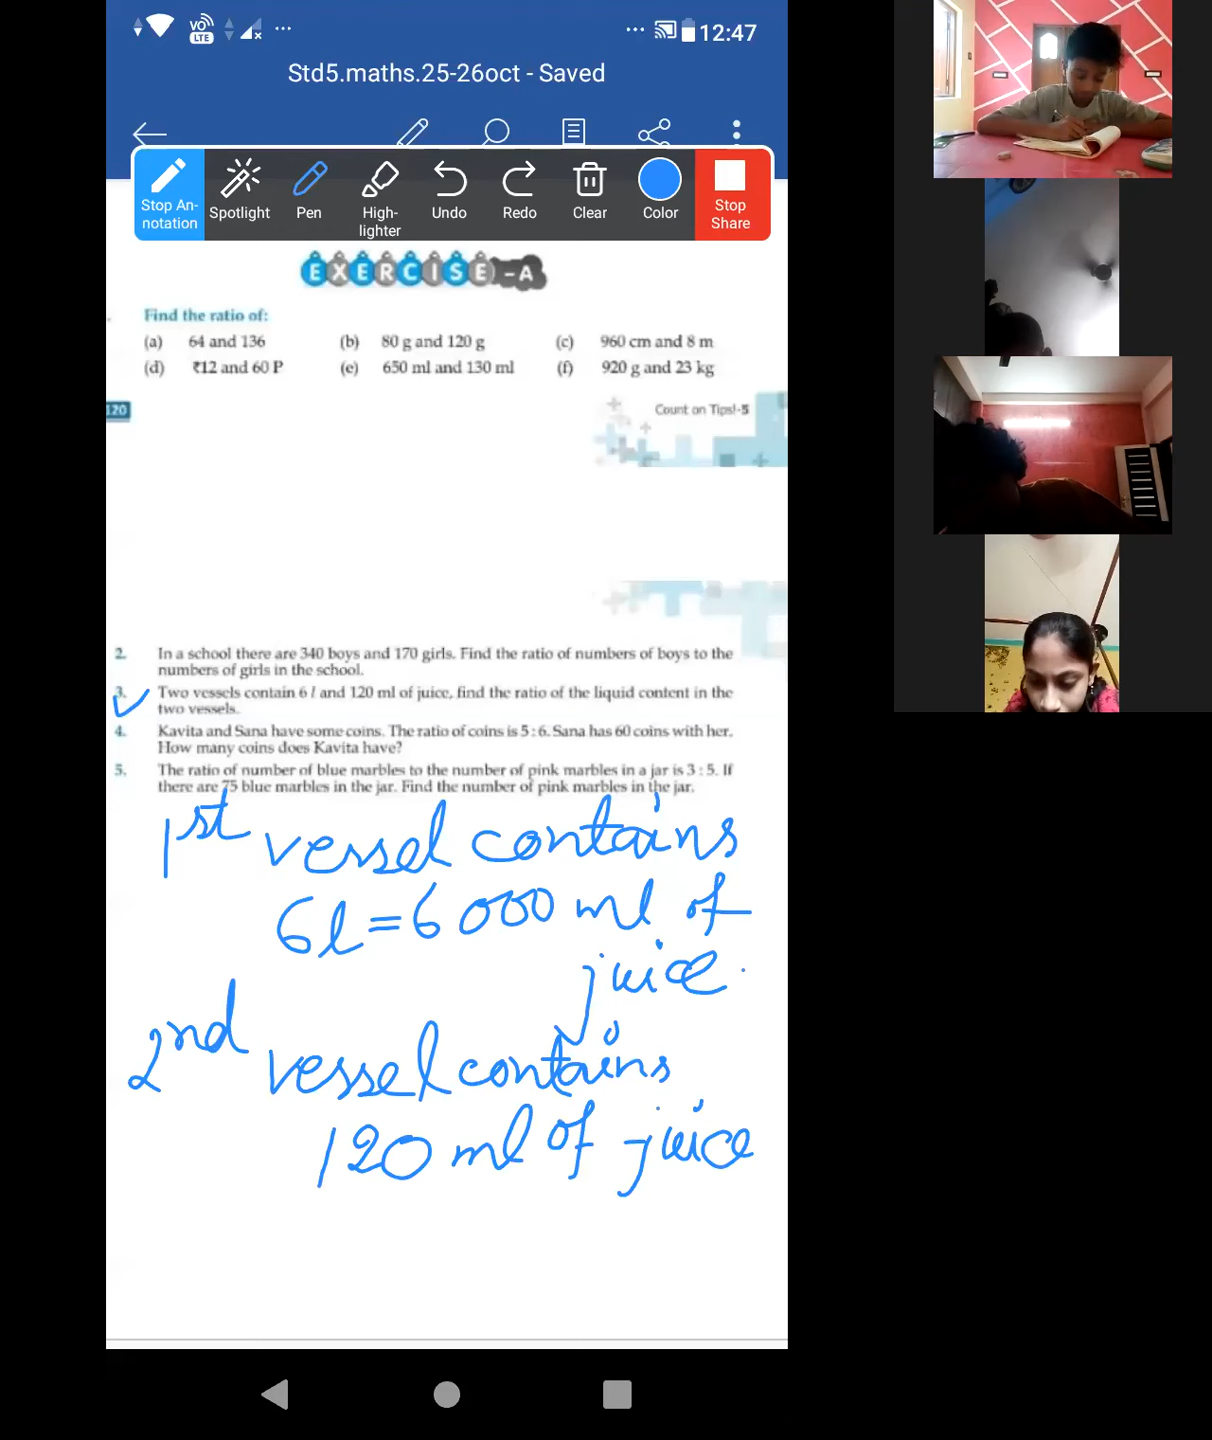 VO LTE 12:47
Std5.maths.25-26oct - Saved
Stop An-
notation
Spotlight
Pen
High-
lighter
Undo
Redo
Clear
Color
Stop
Share
EXERCISE-A
Find the ratio of:
(a) 64 and 136 (b) 80 g and 120 g (c) 960 cm and 8 m
(d) ₹12 and 60 P (e) 650 ml and 130 ml (f) 920 g and 23 kg
120
Count on Tips!-5
2. In a school there are 340 boys and 170 girls. Find the ratio of numbers of boys to the
numbers of girls in the school.
3. Two vessels contain 6 l and 120 ml of juice, find the ratio of the liquid content in the
two vessels.
4. Kavita and Sana have some coins. The ratio of coins is 5 : 6. Sana has 60 coins with her.
How many coins does Kavita have?
5. The ratio of number of blue marbles to the number of pink marbles in a jar is 3 : 5. If
there are 75 blue marbles in the jar. Find the number of pink marbles in the jar.
1st vessel contains
6l = 6000 ml of
juice.
2nd vessel contains
120 ml of juice